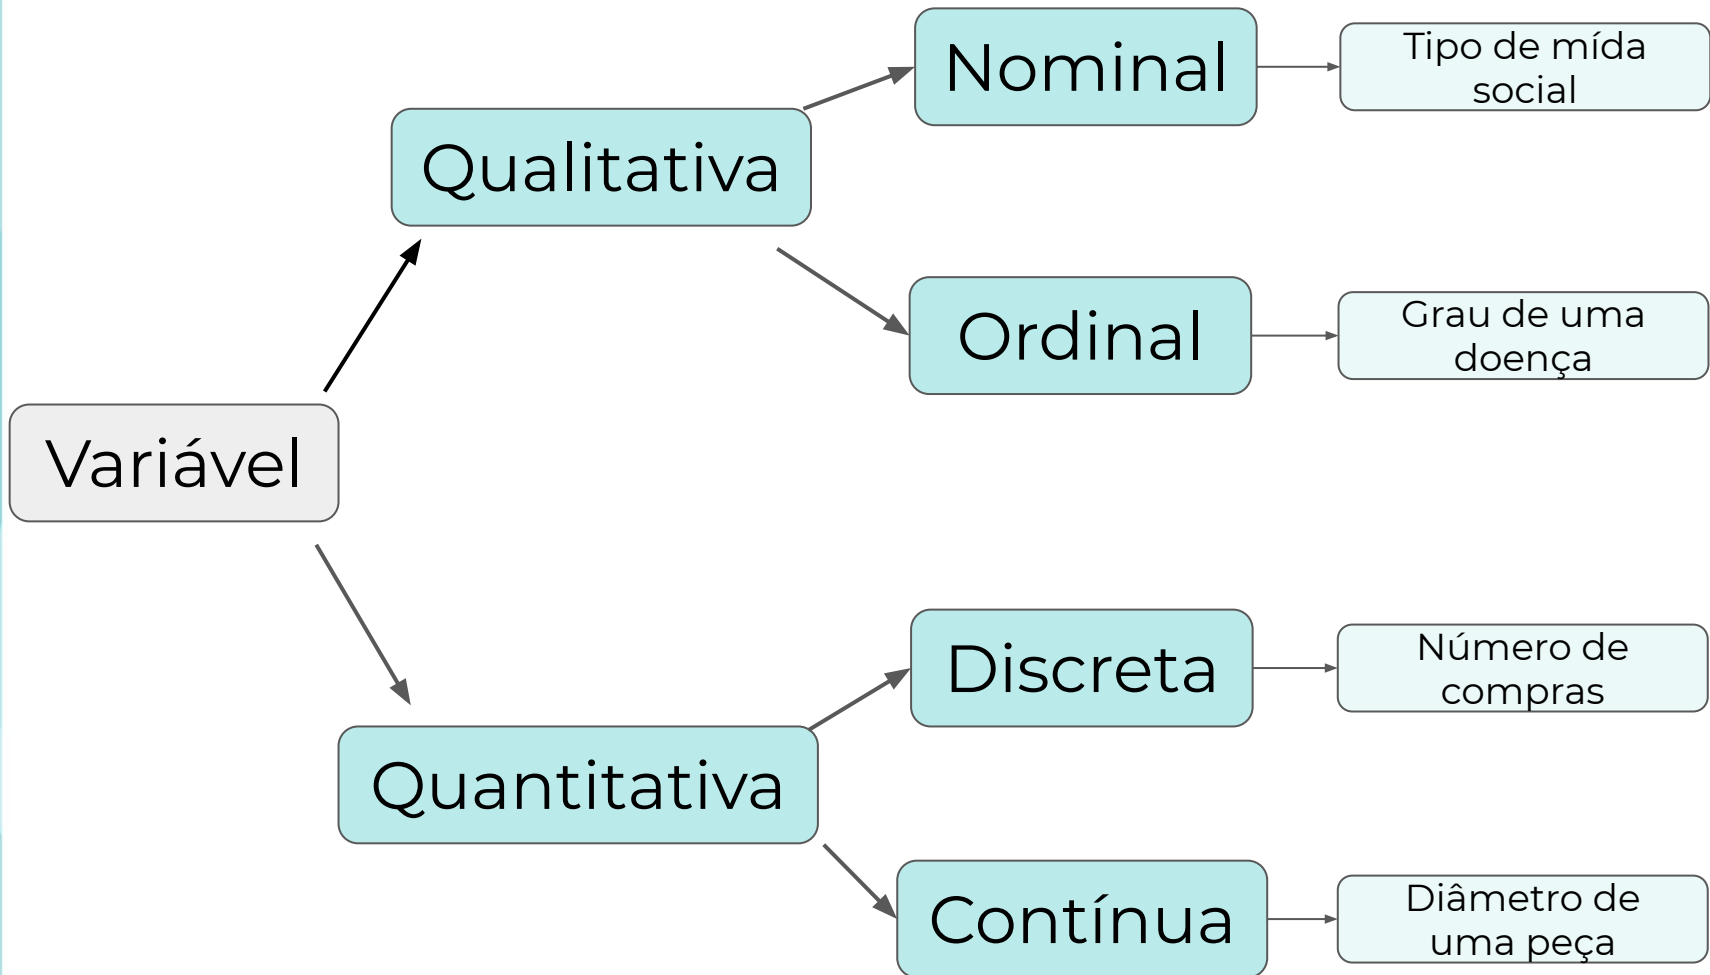 Nominal
Tipo de mída
social
Qualitativa
Ordinal
Grau de uma
doença
Variável
Discreta
Número de
compras
Quantitativa
Contínua
Diâmetro de
uma peça